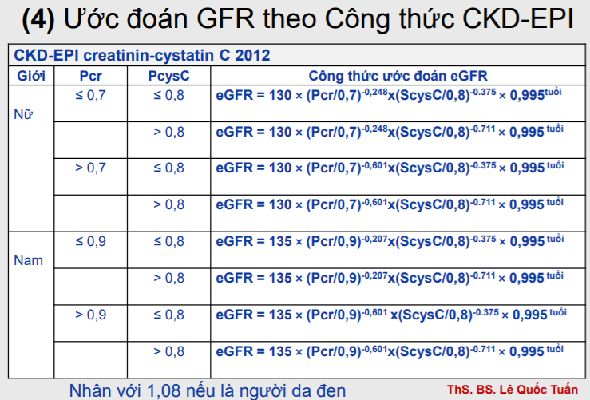 (4) Ước đoán GFR theo Công thức CKD-EPI
CKD-EPI creatinin-cystatin C 2012
Giới Pcr PcysC Công thức ước đoán eGFR
Nữ ≤ 0,7 ≤ 0,8 eGFR = 130 × (Pcr/0,7)-0,248x(ScysC/0,8)-0.375 × 0,995tuổi
> 0,8 eGFR = 130 × (Pcr/0,7)-0,248x(ScysC/0,8)-0.711 × 0,995 tuổi
> 0,7 ≤ 0,8 eGFR = 130 × (Pcr/0,7)-0,601x(ScysC/0,8)-0.375 × 0,995 tuổi
> 0,8 eGFR = 130 × (Pcr/0,7)-0,601x(ScysC/0,8)-0.711 × 0,995 tuổi
Nam ≤ 0,9 ≤ 0,8 eGFR = 135 × (Pcr/0,9)-0,207x(ScysC/0,8)-0.375 × 0,995 tuổi
> 0,8 eGFR = 135 × (Pcr/0,9)-0,207x(ScysC/0,8)-0.711 × 0,995 tuổi
> 0,9 ≤ 0,8 eGFR = 135 × (Pcr/0,9)-0,601 x(ScysC/0,8)-0.375 × 0,995 tuổi
> 0,8 eGFR = 135 × (Pcr/0,9)-0,601x(ScysC/0,8)-0.711 × 0,995 tuổi
Nhân với 1,08 nếu là người da đen
ThS. BS. Lê Quốc Tuấn